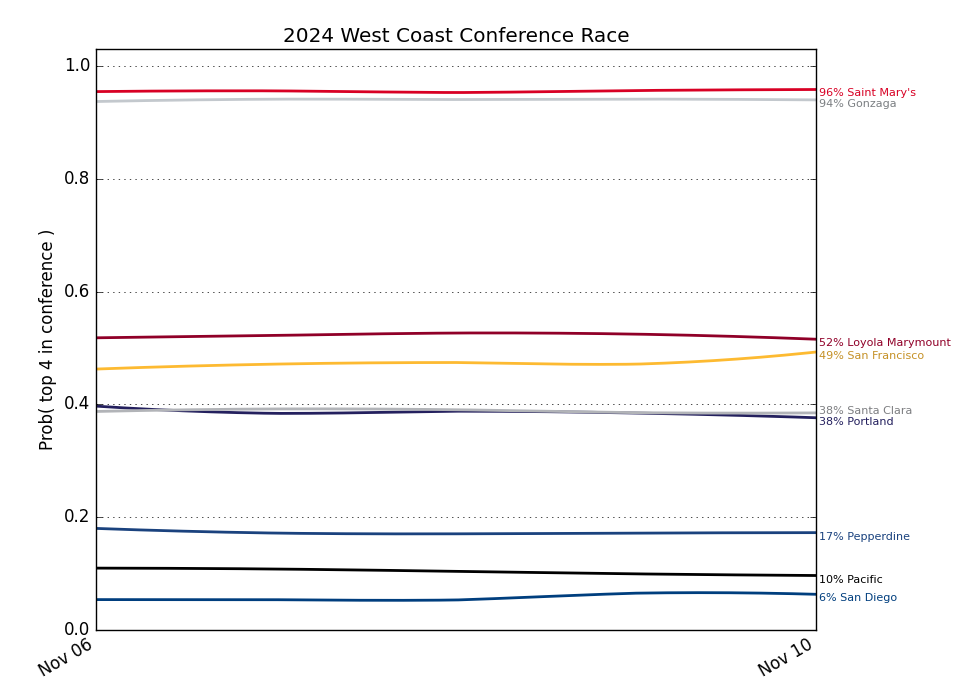 2024 West Coast Conference Race
Prob( top 4 in conference )
1.0
0.8
0.6
0.4
0.2
0.0
Nov 06
Nov 10
96% Saint Mary's
94% Gonzaga
52% Loyola Marymount
49% San Francisco
38% Santa Clara
38% Portland
17% Pepperdine
10% Pacific
6% San Diego